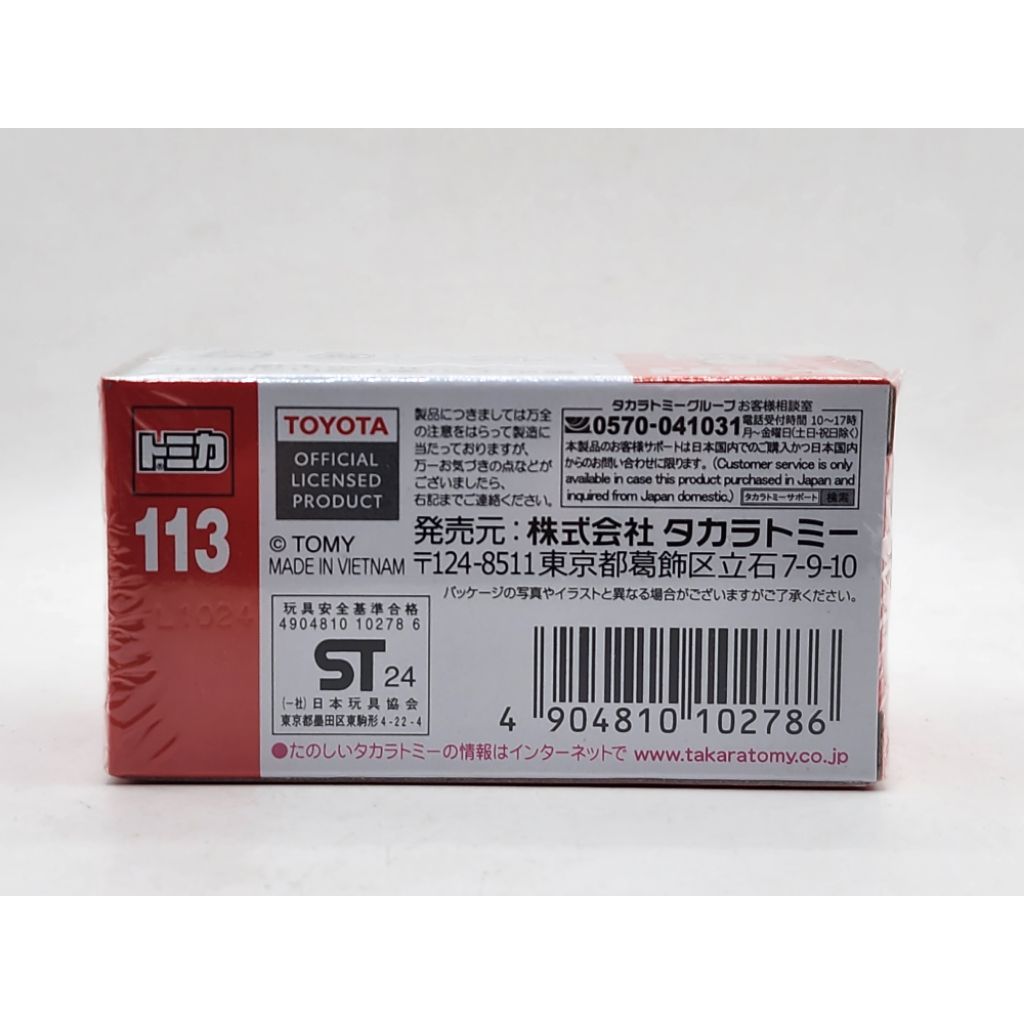 トミカ
®
113
L1024
TOYOTA
OFFICIAL
LICENSED
PRODUCT
製品につきましては万全
の注意をはらって製造に
当たっておりますが、
万一お気づきの点などが
ございましたら、
右記までご連絡ください。
タカラトミーグループ お客様相談室
0570-041031 電話受付時間 10〜17時
月〜金曜日(土日・祝日除く)
本製品のお客様サポートは日本国内でのご購入かつ日本国内
からのお問い合わせに限ります。(Customer service is only
available in case this product purchased in Japan and
inquired from Japan domestic.) タカラトミーサポート 検索
© TOMY
MADE IN VIETNAM
発売元：株式会社 タカラトミー
〒124-8511 東京都葛飾区立石7-9-10
パッケージの写真やイラストと異なる場合がございますがご了承ください。
玩具安全基準合格
4904810 10278 6
ST 24
(一社)日本玩具協会
東京都墨田区東駒形4-22-4
4 904810 102786
●たのしいタカラトミーの情報はインターネットで www.takaratomy.co.jp